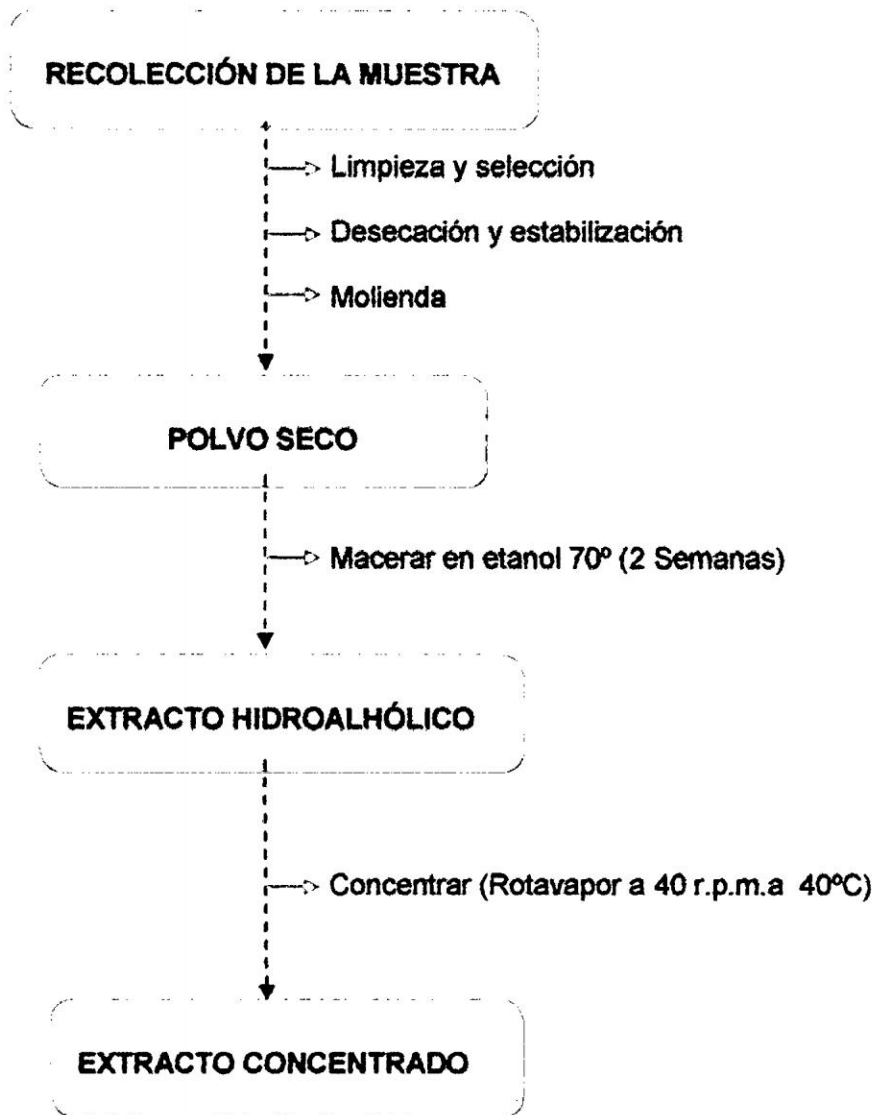 RECOLECCIÓN DE LA MUESTRA
Limpieza y selección
Desecación y estabilización
Molienda
POLVO SECO
Macerar en etanol 70º (2 Semanas)
EXTRACTO HIDROALHÓLICO
Concentrar (Rotavapor a 40 r.p.m.a 40ºC)
EXTRACTO CONCENTRADO